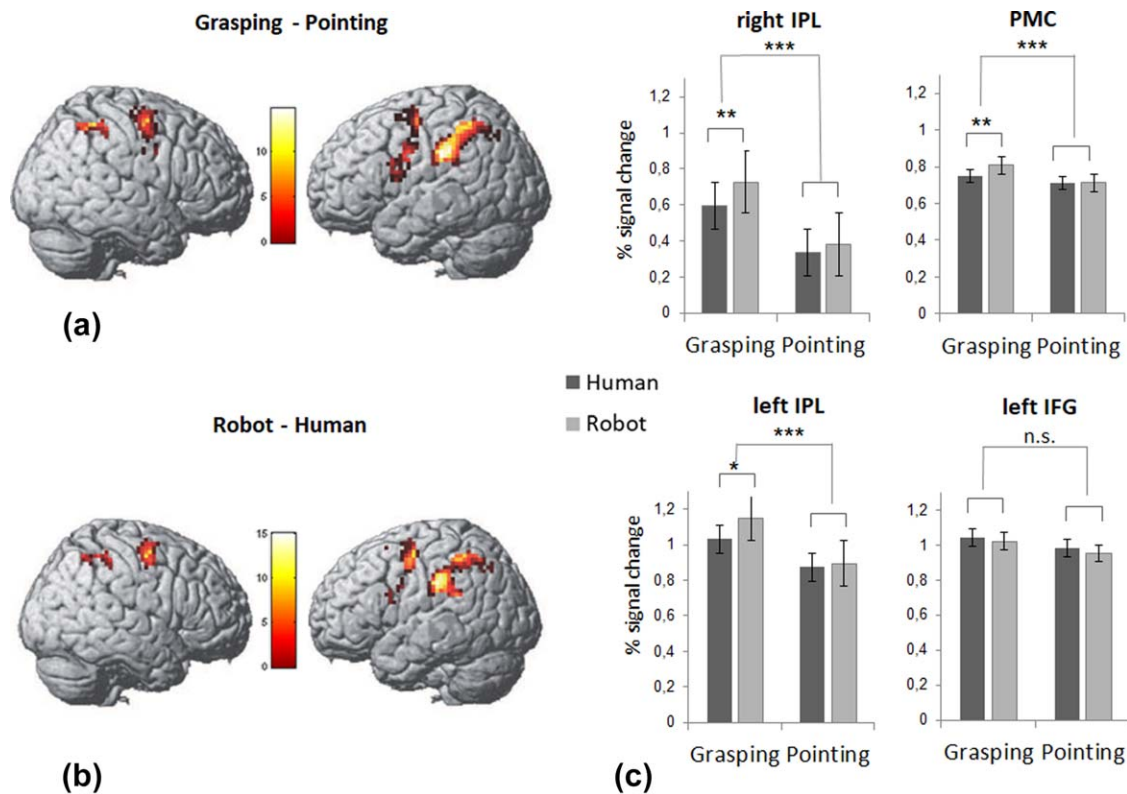 Grasping - Pointing
10
5
0
(a)
Robot - Human
15
10
5
0
(b)
right IPL
***
**
% signal change
1,2
1
0,8
0,6
0,4
0,2
0
Grasping Pointing
PMC
***
**
1,2
1
0,8
0,6
0,4
0,2
0
Grasping Pointing
Human
Robot
left IPL
***
*
% signal change
1,2
1
0,8
0,6
0,4
0,2
0
Grasping Pointing
left IFG
n.s.
1,2
1
0,8
0,6
0,4
0,2
0
Grasping Pointing
(c)